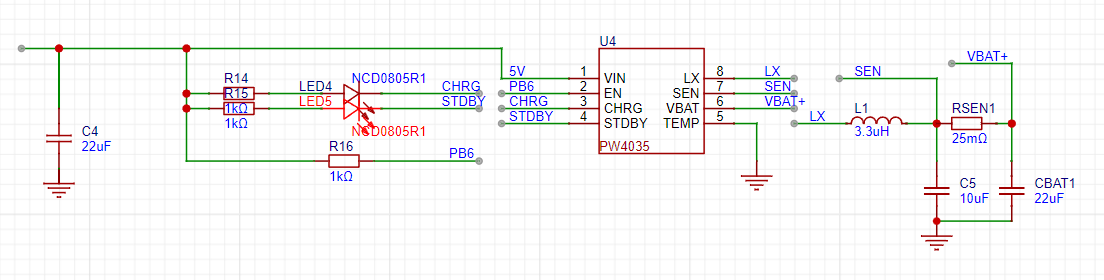 U4
5V 1 VIN LX 8 LX
PB6 2 EN SEN 7 SEN
CHRG 3 CHRG VBAT 6 VBAT+
STDBY 4 STDBY TEMP 5
PW4035
C4
22uF
R14
R15
1kΩ
1kΩ
LED4
LED5
NCD0805R1
NCD0805R1
CHRG
STDBY
R16
1kΩ
PB6
SEN
VBAT+
LX
L1
3.3uH
RSEN1
25mΩ
C5
10uF
CBAT1
22uF